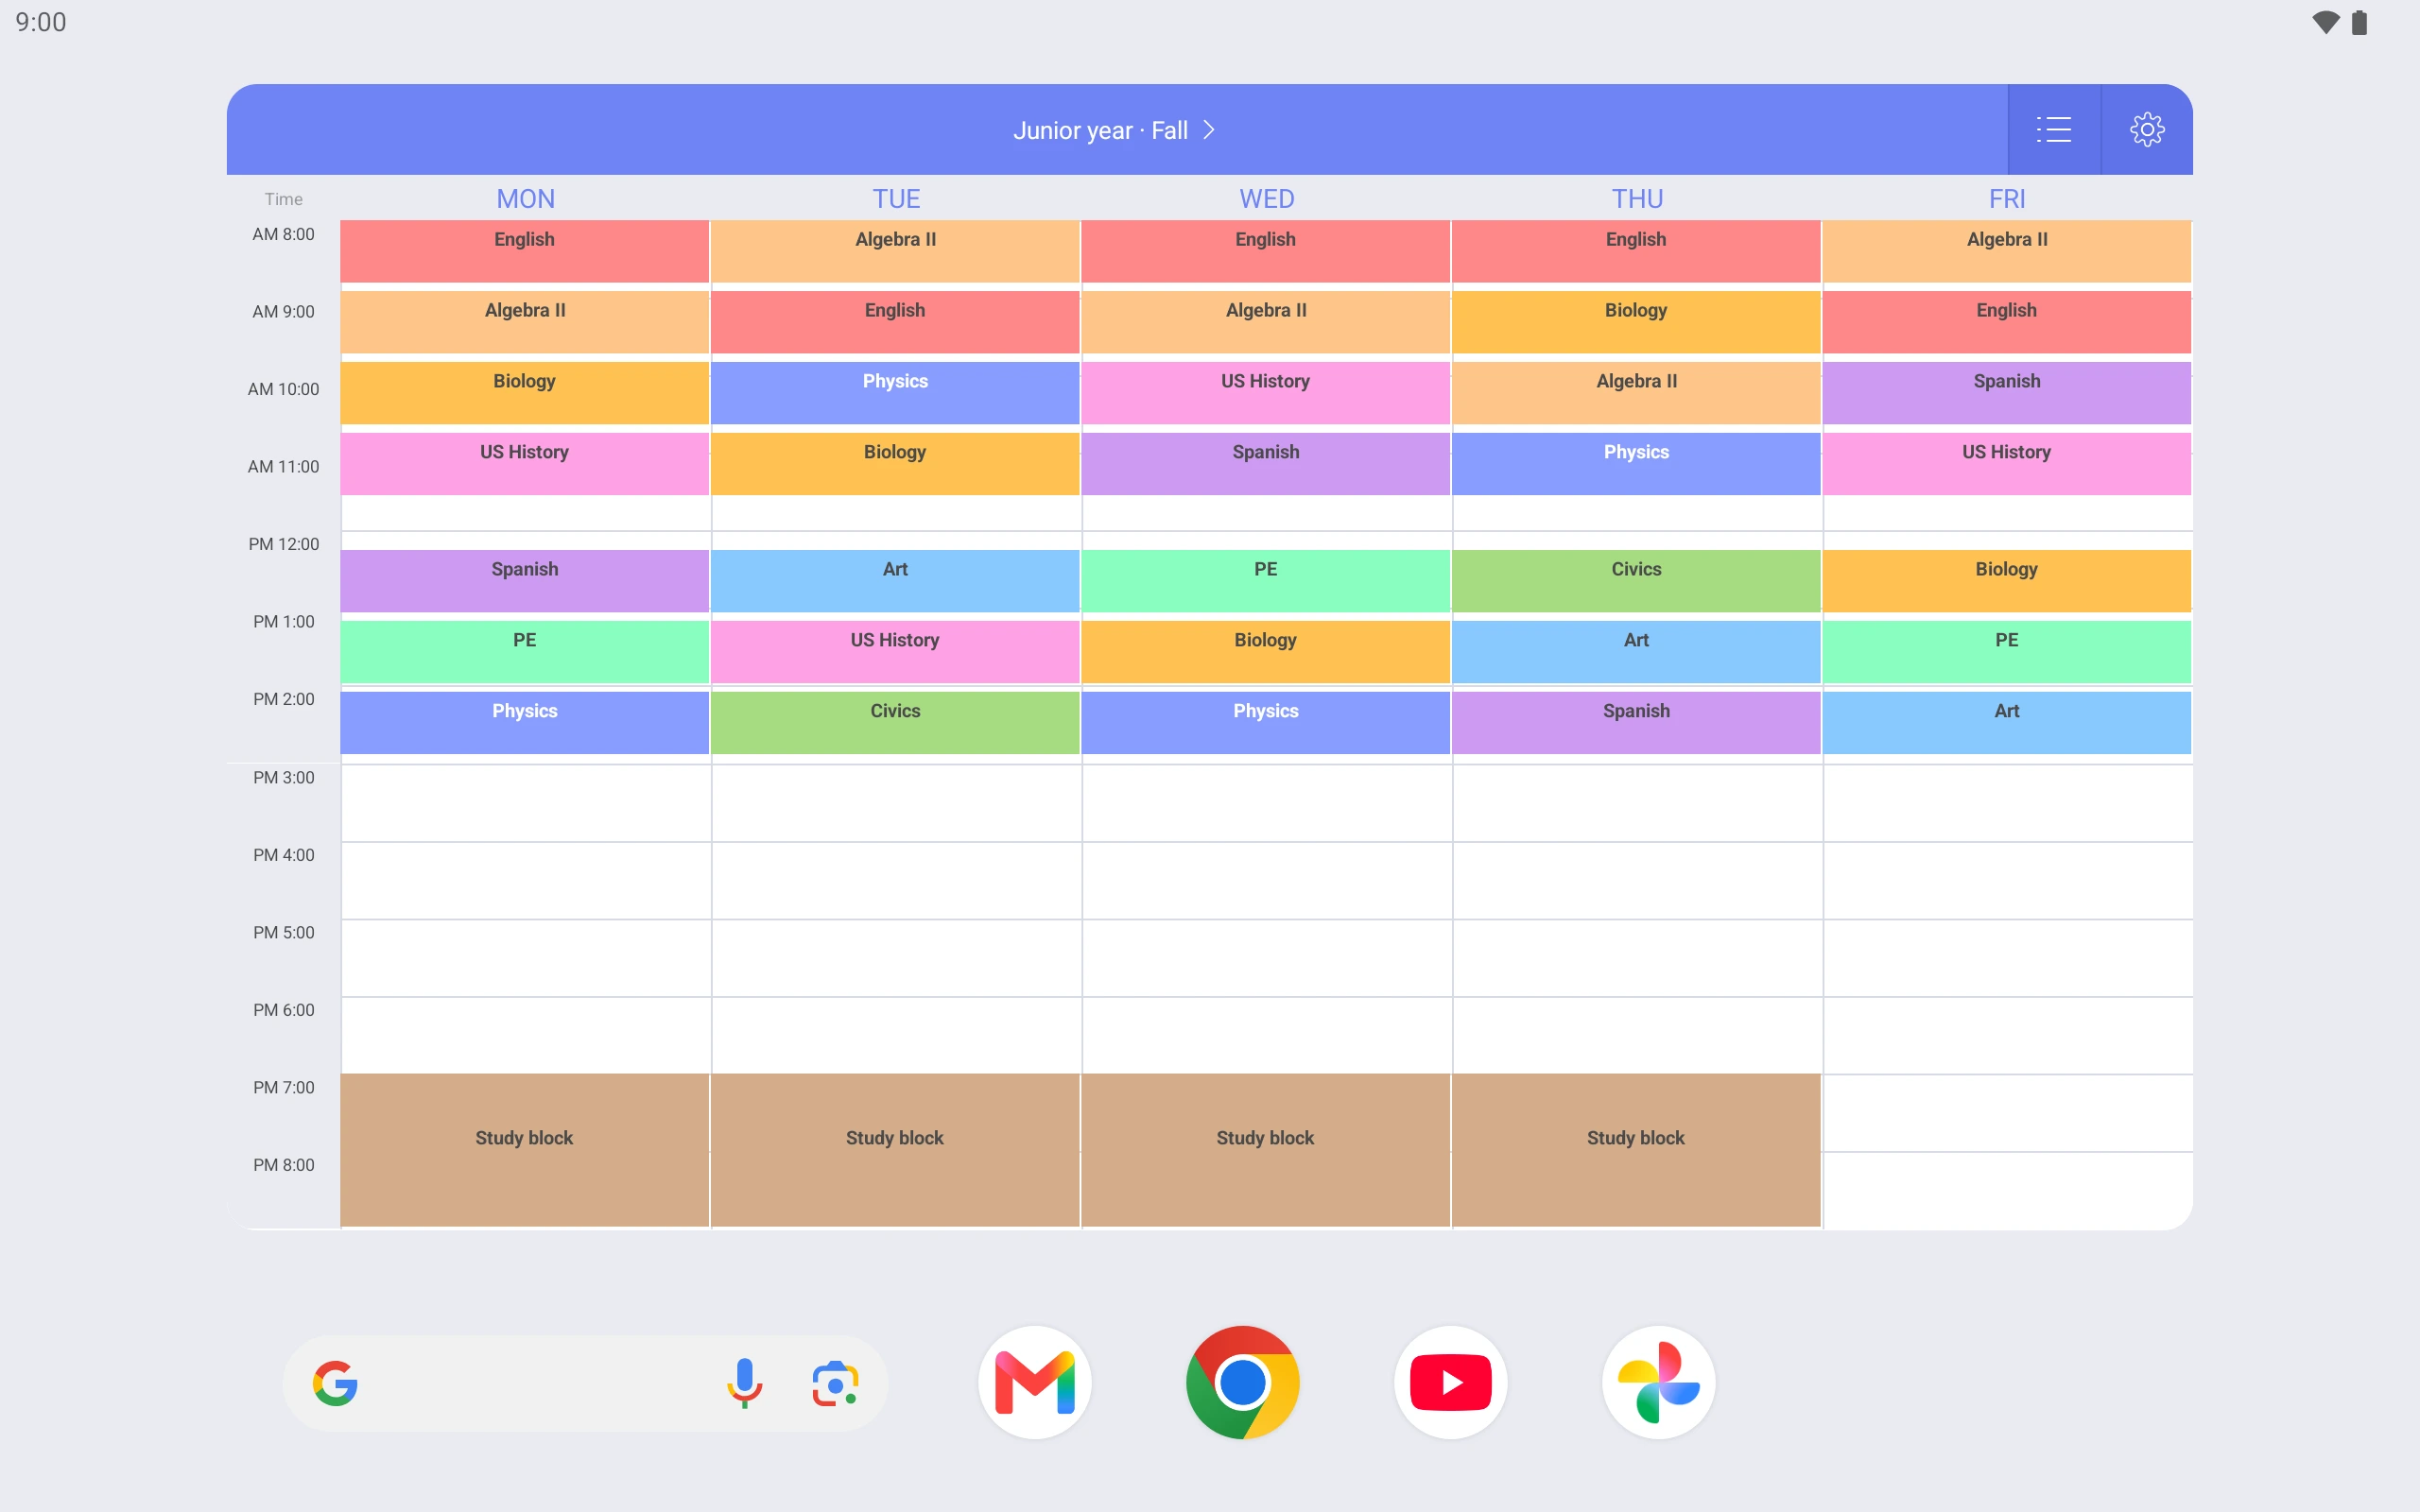 9:00
Junior year · Fall
Time MON TUE WED THU FRI
AM 8:00 English Algebra II English English Algebra II
AM 9:00 Algebra II English Algebra II Biology English
AM 10:00 Biology Physics US History Algebra II Spanish
AM 11:00 US History Biology Spanish Physics US History
PM 12:00 Spanish Art PE Civics Biology
PM 1:00 PE US History Biology Art PE
PM 2:00 Physics Civics Physics Spanish Art
PM 3:00
PM 4:00
PM 5:00
PM 6:00
PM 7:00
Study block Study block Study block Study block
PM 8:00